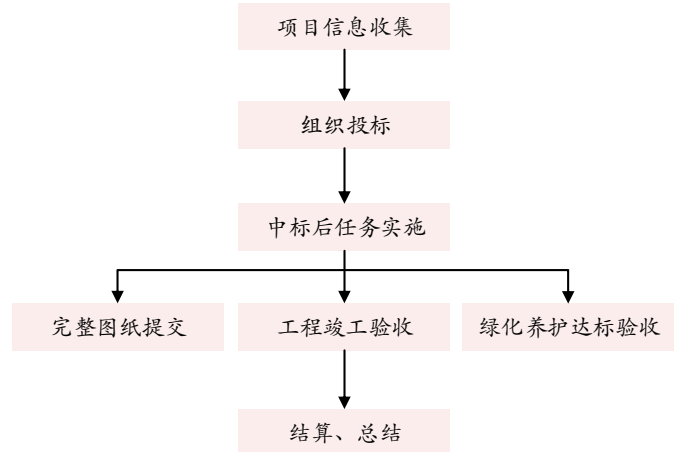 项目信息收集
组织投标
中标后任务实施
完整图纸提交
工程竣工验收
绿化养护达标验收
结算、总结